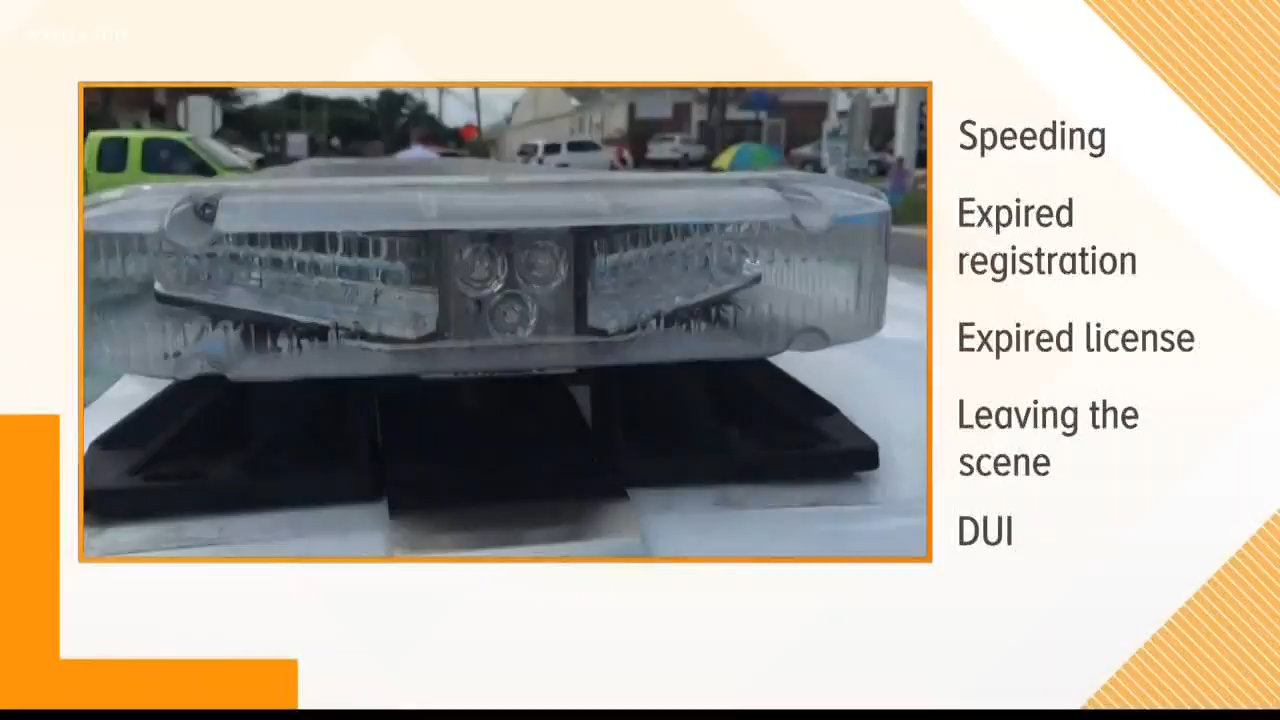 Speeding
Expired
registration
Expired license
Leaving the
scene
DUI